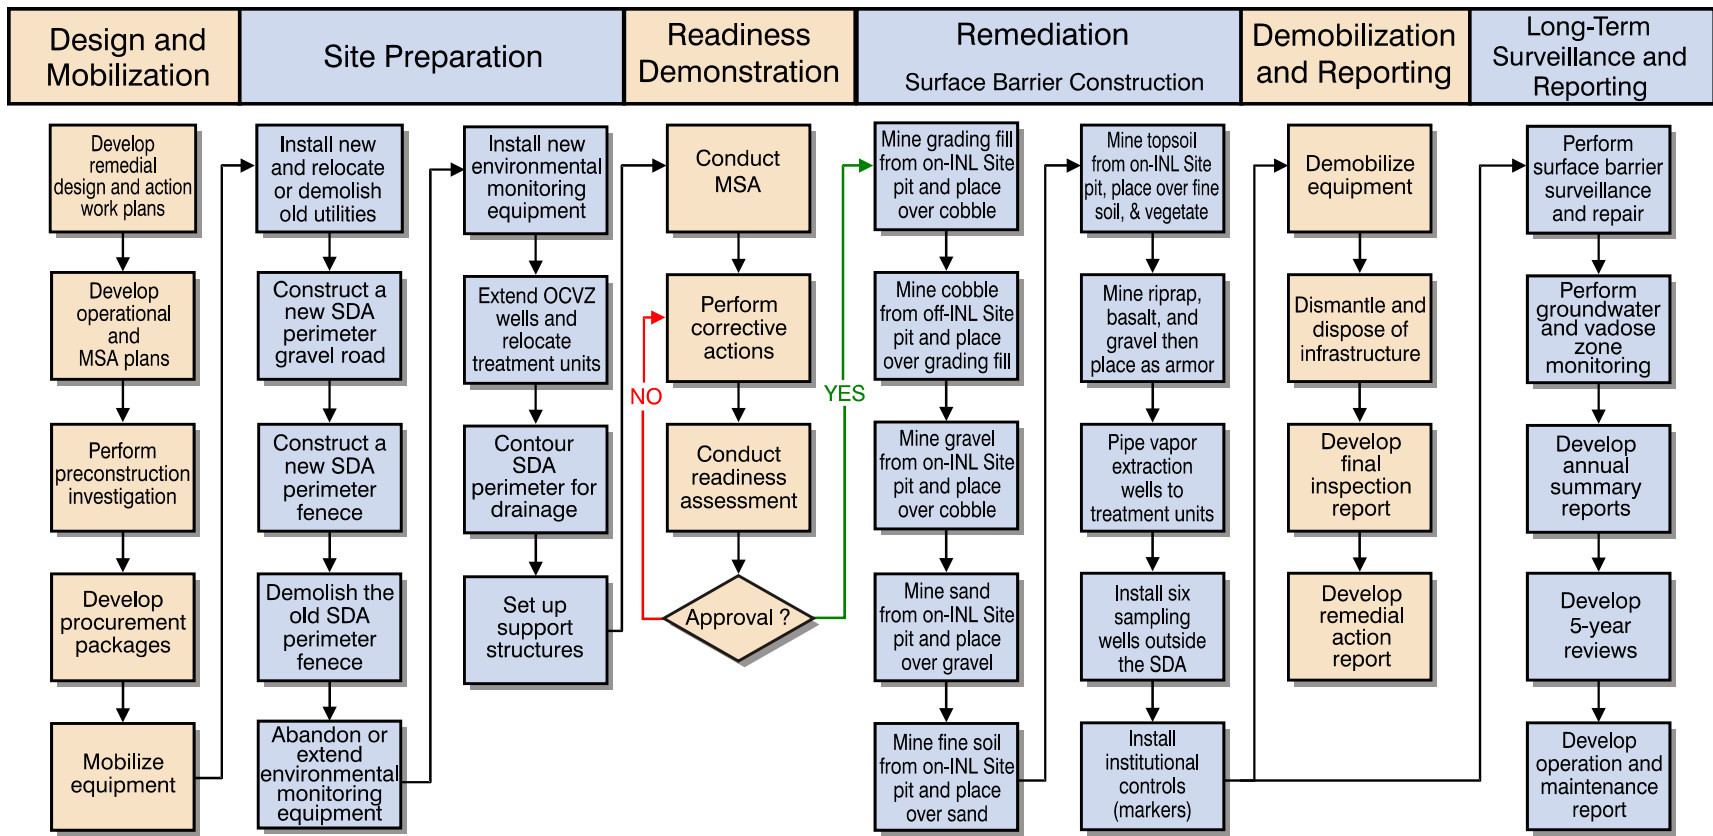 Design and
Mobilization
Site Preparation
Readiness
Demonstration
Remediation
Surface Barrier Construction
Demobilization
and Reporting
Long-Term
Surveillance and
Reporting
Develop
remedial
design and action
work plans
Develop
operational
and
MSA plans
Perform
preconstruction
investigation
Develop
procurement
packages
Mobilize
equipment
Install new
and relocate
or demolish
old utilities
Construct a
new SDA
perimeter
gravel road
Construct a
new SDA
perimeter
fenece
Demolish the
old SDA
perimeter
fenece
Abandon or
extend
environmental
monitoring
equipment
Install new
environmental
monitoring
equipment
Extend OCVZ
wells and
relocate
treatment units
Contour
SDA
perimeter for
drainage
Set up
support
structures
Conduct
MSA
Perform
corrective
actions
Conduct
readiness
assessment
Approval ?
NO
YES
Mine grading fill
from on-INL Site
pit and place
over cobble
Mine cobble
from off-INL Site
pit and place
over grading fill
Mine gravel
from on-INL Site
pit and place
over cobble
Mine sand
from on-INL Site
pit and place
over gravel
Mine fine soil
from on-INL Site
pit and place
over sand
Mine topsoil
from on-INL Site
pit, place over fine
soil, & vegetate
Mine riprap,
basalt, and
gravel then
place as armor
Pipe vapor
extraction
wells to
treatment units
Install six
sampling
wells outside
the SDA
Install
institutional
controls
(markers)
Demobilize
equipment
Dismantle and
dispose of
infrastructure
Develop
final
inspection
report
Develop
remedial
action
report
Perform
surface barrier
surveillance
and repair
Perform
groundwater
and vadose
zone
monitoring
Develop
annual
summary
reports
Develop
5-year
reviews
Develop
operation and
maintenance
report